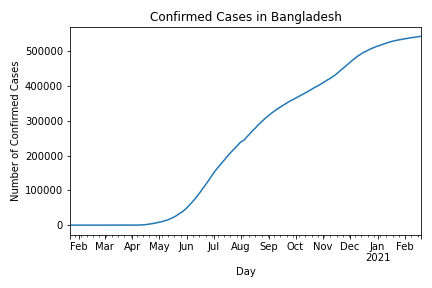 Confirmed Cases in Bangladesh
Number of Confirmed Cases
500000
400000
300000
200000
100000
0
Feb Mar Apr May Jun Jul Aug Sep Oct Nov Dec Jan Feb
2021
Day